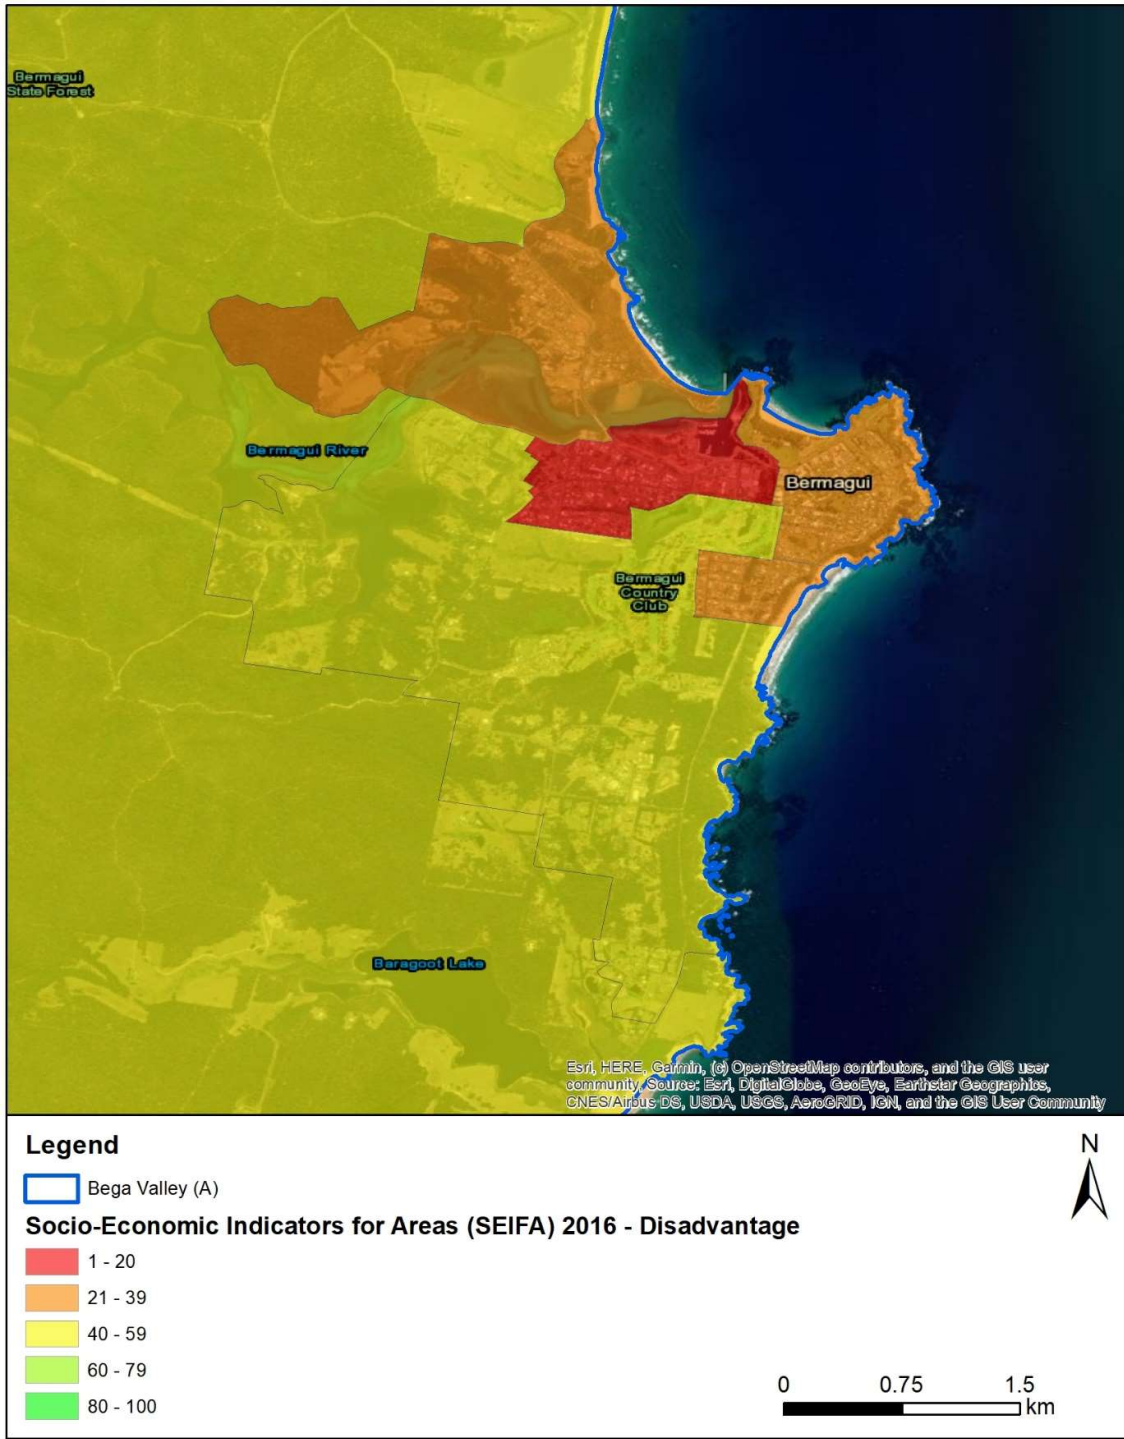 Bermagui
State Forest
Bermagui River
Bermagui
Bermagui
Country
Club
Baragoot Lake
Esri, HERE, Garmin, (c) OpenStreetMap contributors, and the GIS user
community, Source: Esri, DigitalGlobe, GeoEye, Earthstar Geographics,
CNES/Airbus DS, USDA, USGS, AeroGRID, IGN, and the GIS User Community
Legend
N
Bega Valley (A)
Socio-Economic Indicators for Areas (SEIFA) 2016 - Disadvantage
1 - 20
21 - 39
40 - 59
60 - 79
80 - 100
0 0.75 1.5
km